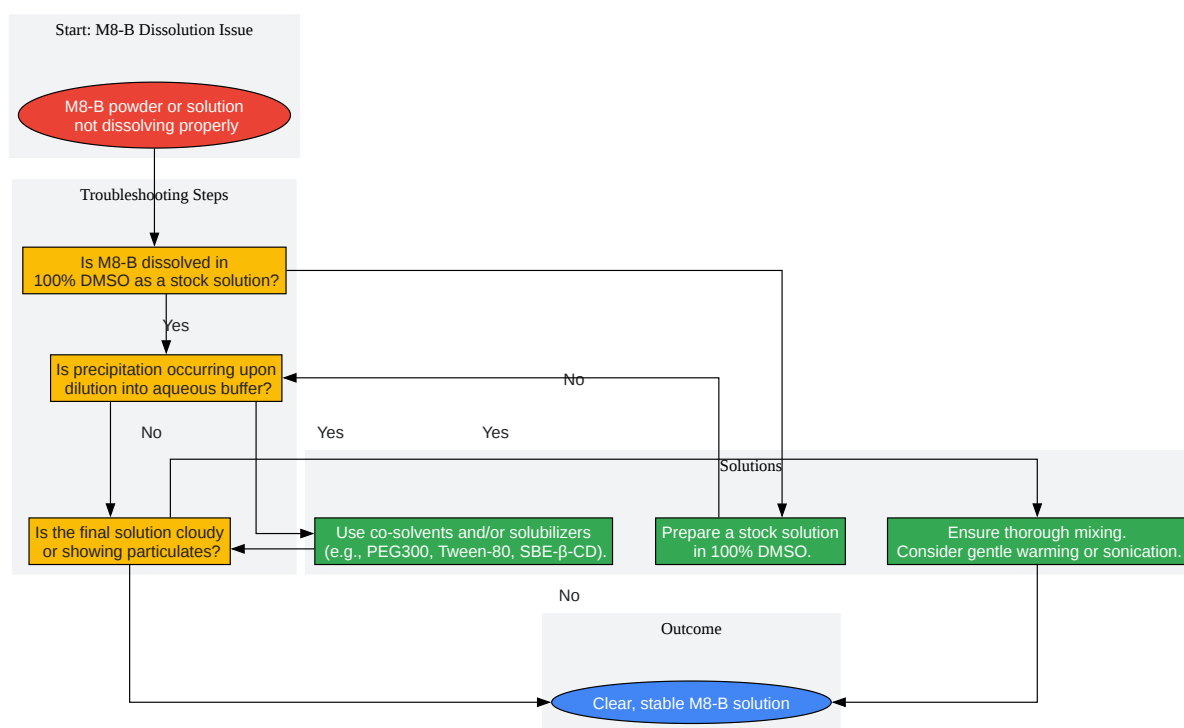 Start: M8-B Dissolution Issue
M8-B powder or solution
not dissolving properly
Troubleshooting Steps
Is M8-B dissolved in
100% DMSO as a stock solution?
Yes
Is precipitation occurring upon
dilution into aqueous buffer?
No
No
Yes
Yes
Solutions
Is the final solution cloudy
or showing particulates?
Use co-solvents and/or solubilizers
(e.g., PEG300, Tween-80, SBE-β-CD).
Prepare a stock solution
in 100% DMSO.
Ensure thorough mixing.
Consider gentle warming or sonication.
No
Outcome
Clear, stable M8-B solution